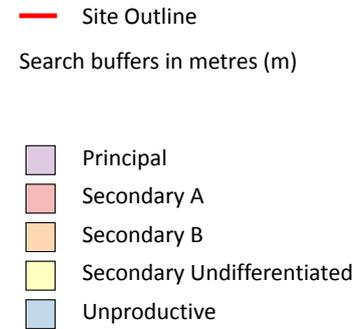 Site Outline
Search buffers in metres (m)
Principal
Secondary A
Secondary B
Secondary Undifferentiated
Unproductive